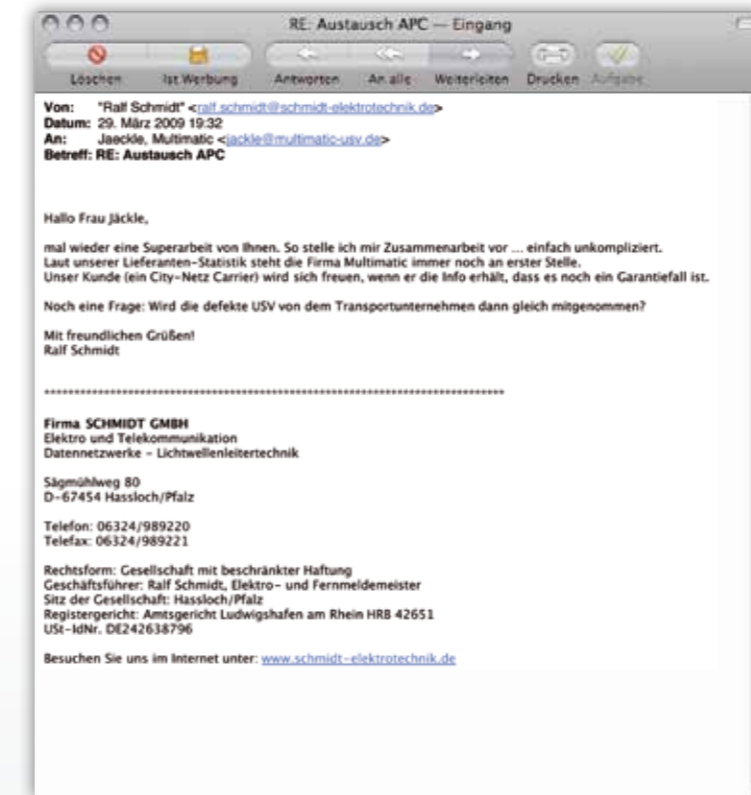 RE: Austausch APC — Eingang
Löschen Ist Werbung Antworten An alle Weiterleiten Drucken Aufgabe
Von: "Ralf Schmidt" <ralf.schmidt@schmidt-elektrotechnik.de>
Datum: 29. März 2009 19:32
An: Jaeckle, Multimatic <jackle@multimatic-usv.de>
Betreff: RE: Austausch APC
Hallo Frau Jäckle,
mal wieder eine Superarbeit von Ihnen. So stelle ich mir Zusammenarbeit vor ... einfach unkompliziert.
Laut unserer Lieferanten-Statistik steht die Firma Multimatic immer noch an erster Stelle.
Unser Kunde (ein City-Netz Carrier) wird sich freuen, wenn er die Info erhält, dass es noch ein Garantiefall ist.
Noch eine Frage: Wird die defekte USV von dem Transportunternehmen dann gleich mitgenommen?
Mit freundlichen Grüßen!
Ralf Schmidt
******************************************************************************
Firma SCHMIDT GMBH
Elektro und Telekommunikation
Datennetzwerke - Lichtwellenleitertechnik
Sägmühlweg 80
D-67454 Hassloch/Pfalz
Telefon: 06324/989220
Telefax: 06324/989221
Rechtsform: Gesellschaft mit beschränkter Haftung
Geschäftsführer: Ralf Schmidt, Elektro- und Fernmeldemeister
Sitz der Gesellschaft: Hassloch/Pfalz
Registergericht: Amtsgericht Ludwigshafen am Rhein HRB 42651
USt-IdNr. DE242638796
Besuchen Sie uns im Internet unter: www.schmidt-elektrotechnik.de